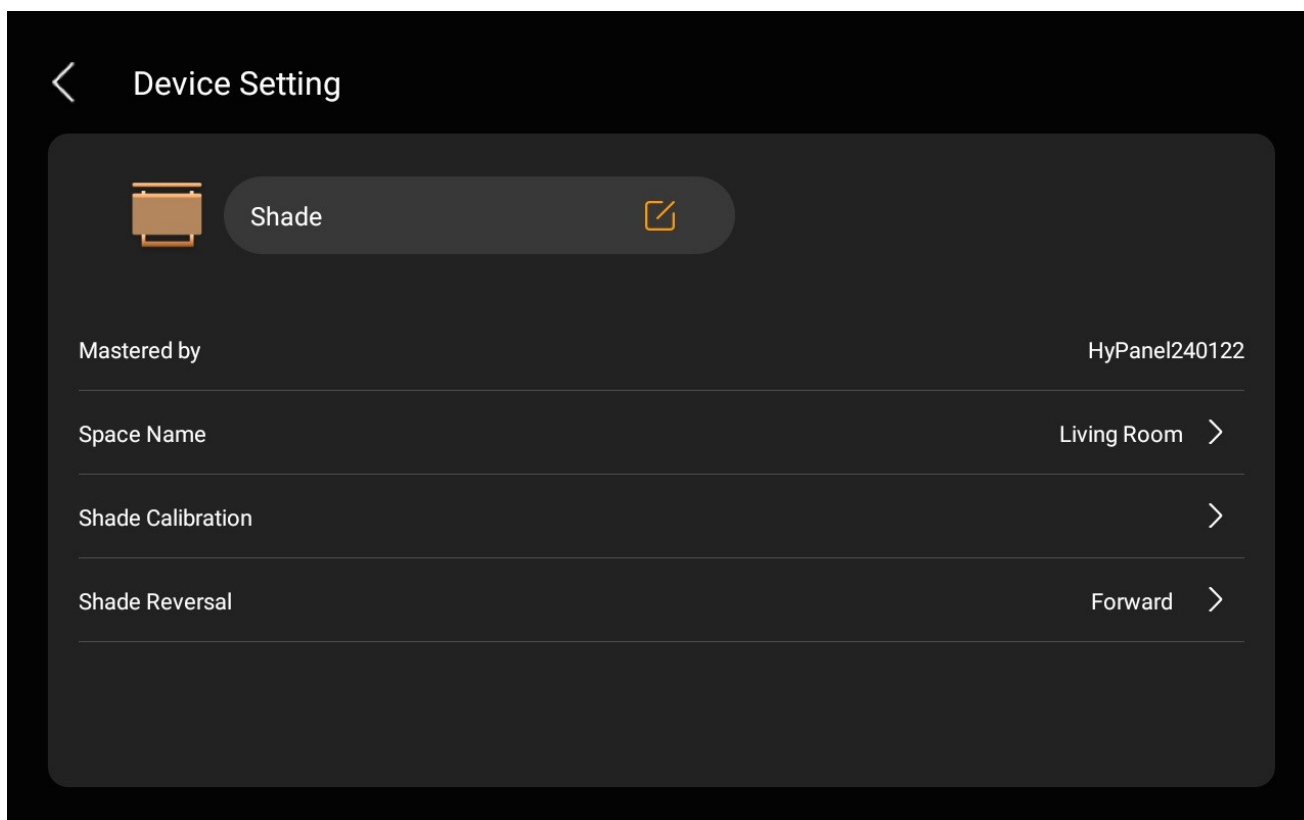 Device Setting
Shade
Mastered by HyPanel240122
Space Name Living Room
Shade Calibration
Shade Reversal Forward